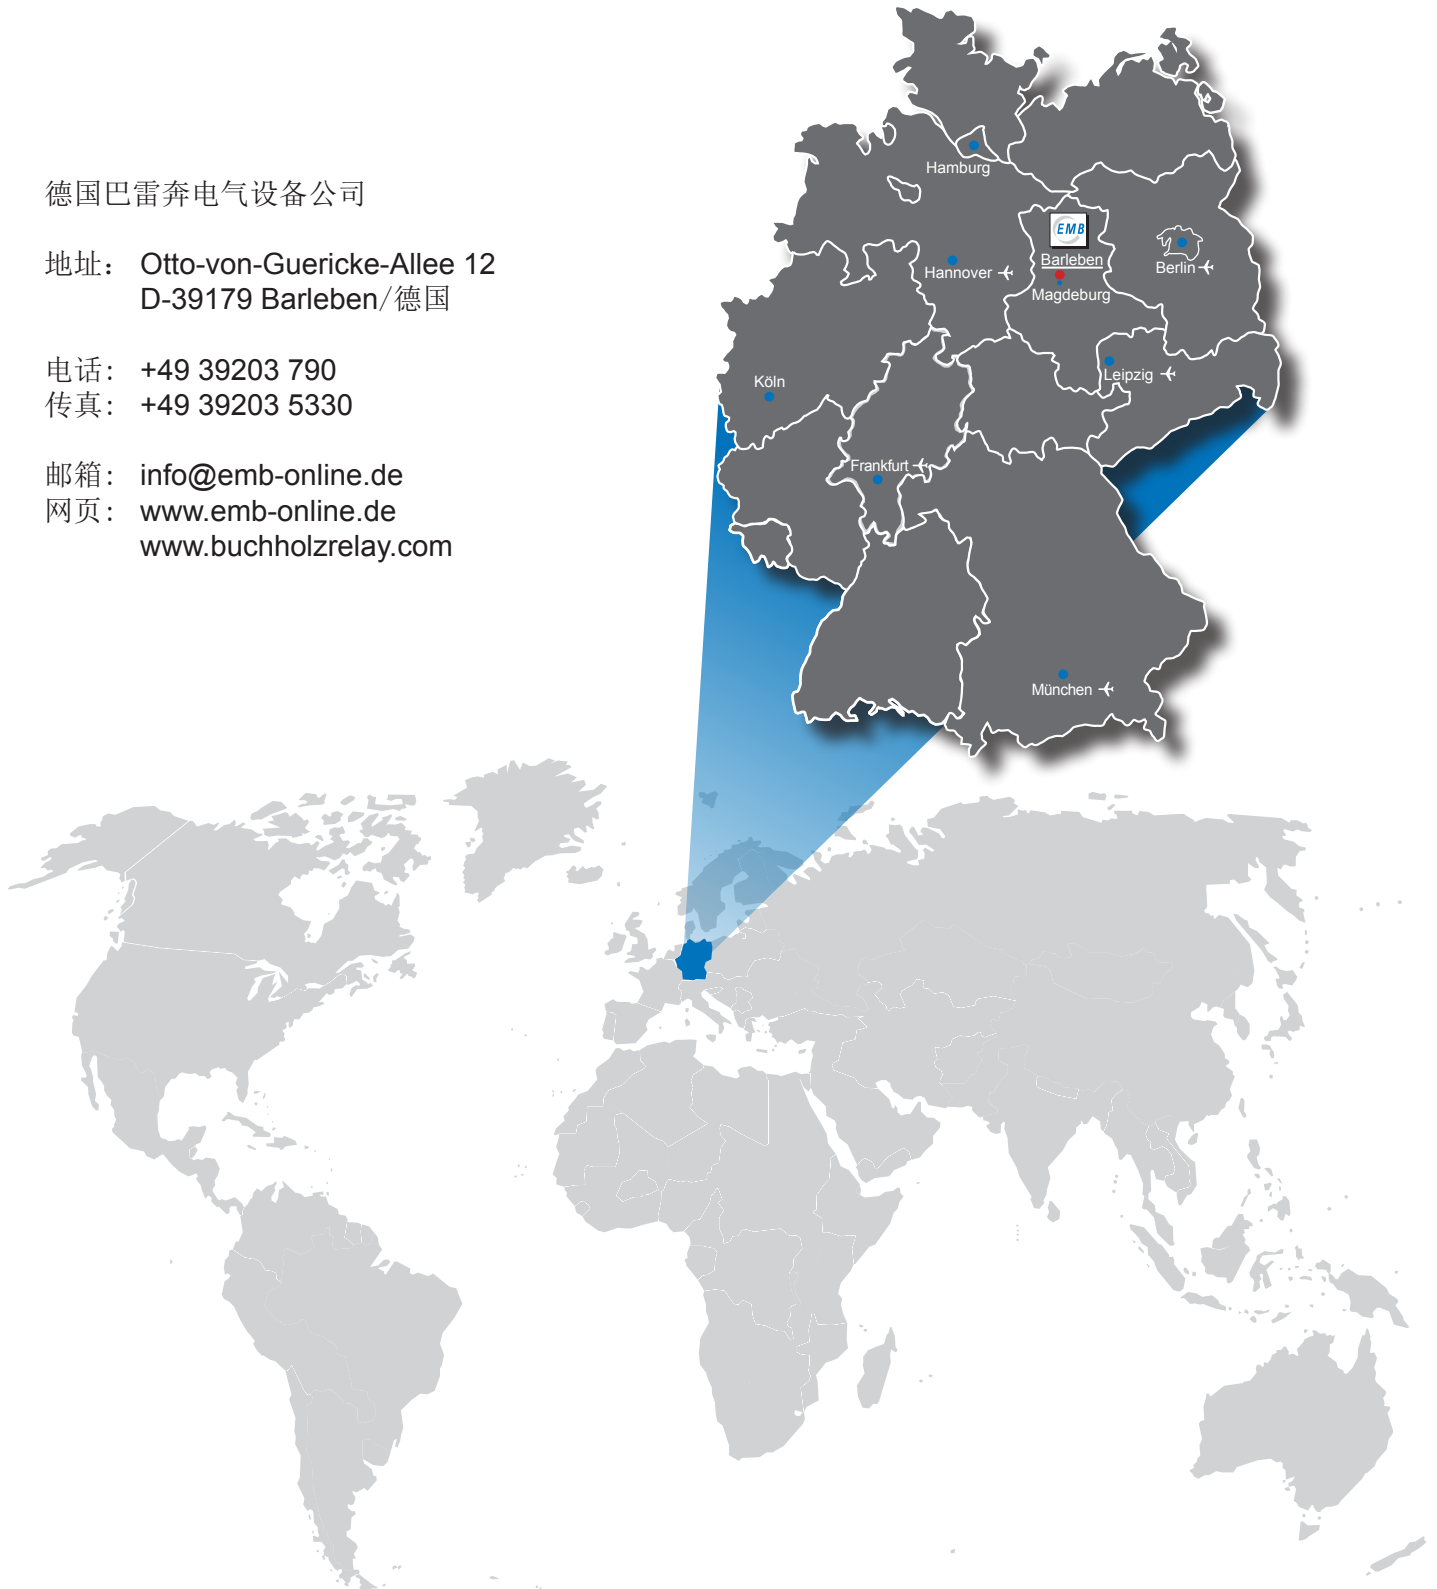 德国巴雷奔电气设备公司
地址： Otto-von-Guericke-Allee 12
D-39179 Barleben/德国
电话： +49 39203 790
传真： +49 39203 5330
邮箱： info@emb-online.de
网页： www.emb-online.de
www.buchholzrelay.com
Hamburg
EMB
Barleben
Hannover
Berlin
Magdeburg
Köln
Leipzig
Frankfurt
München